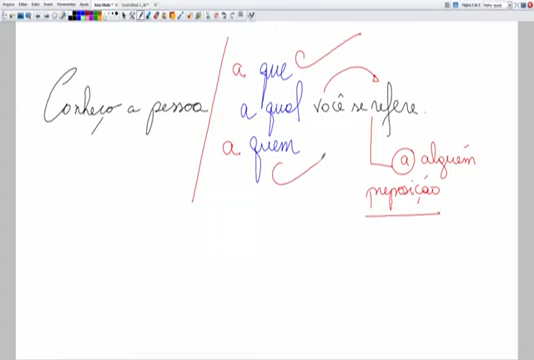 a que
Conheço a pessoa a qual você se refere.
a quem
a alguém
preposição